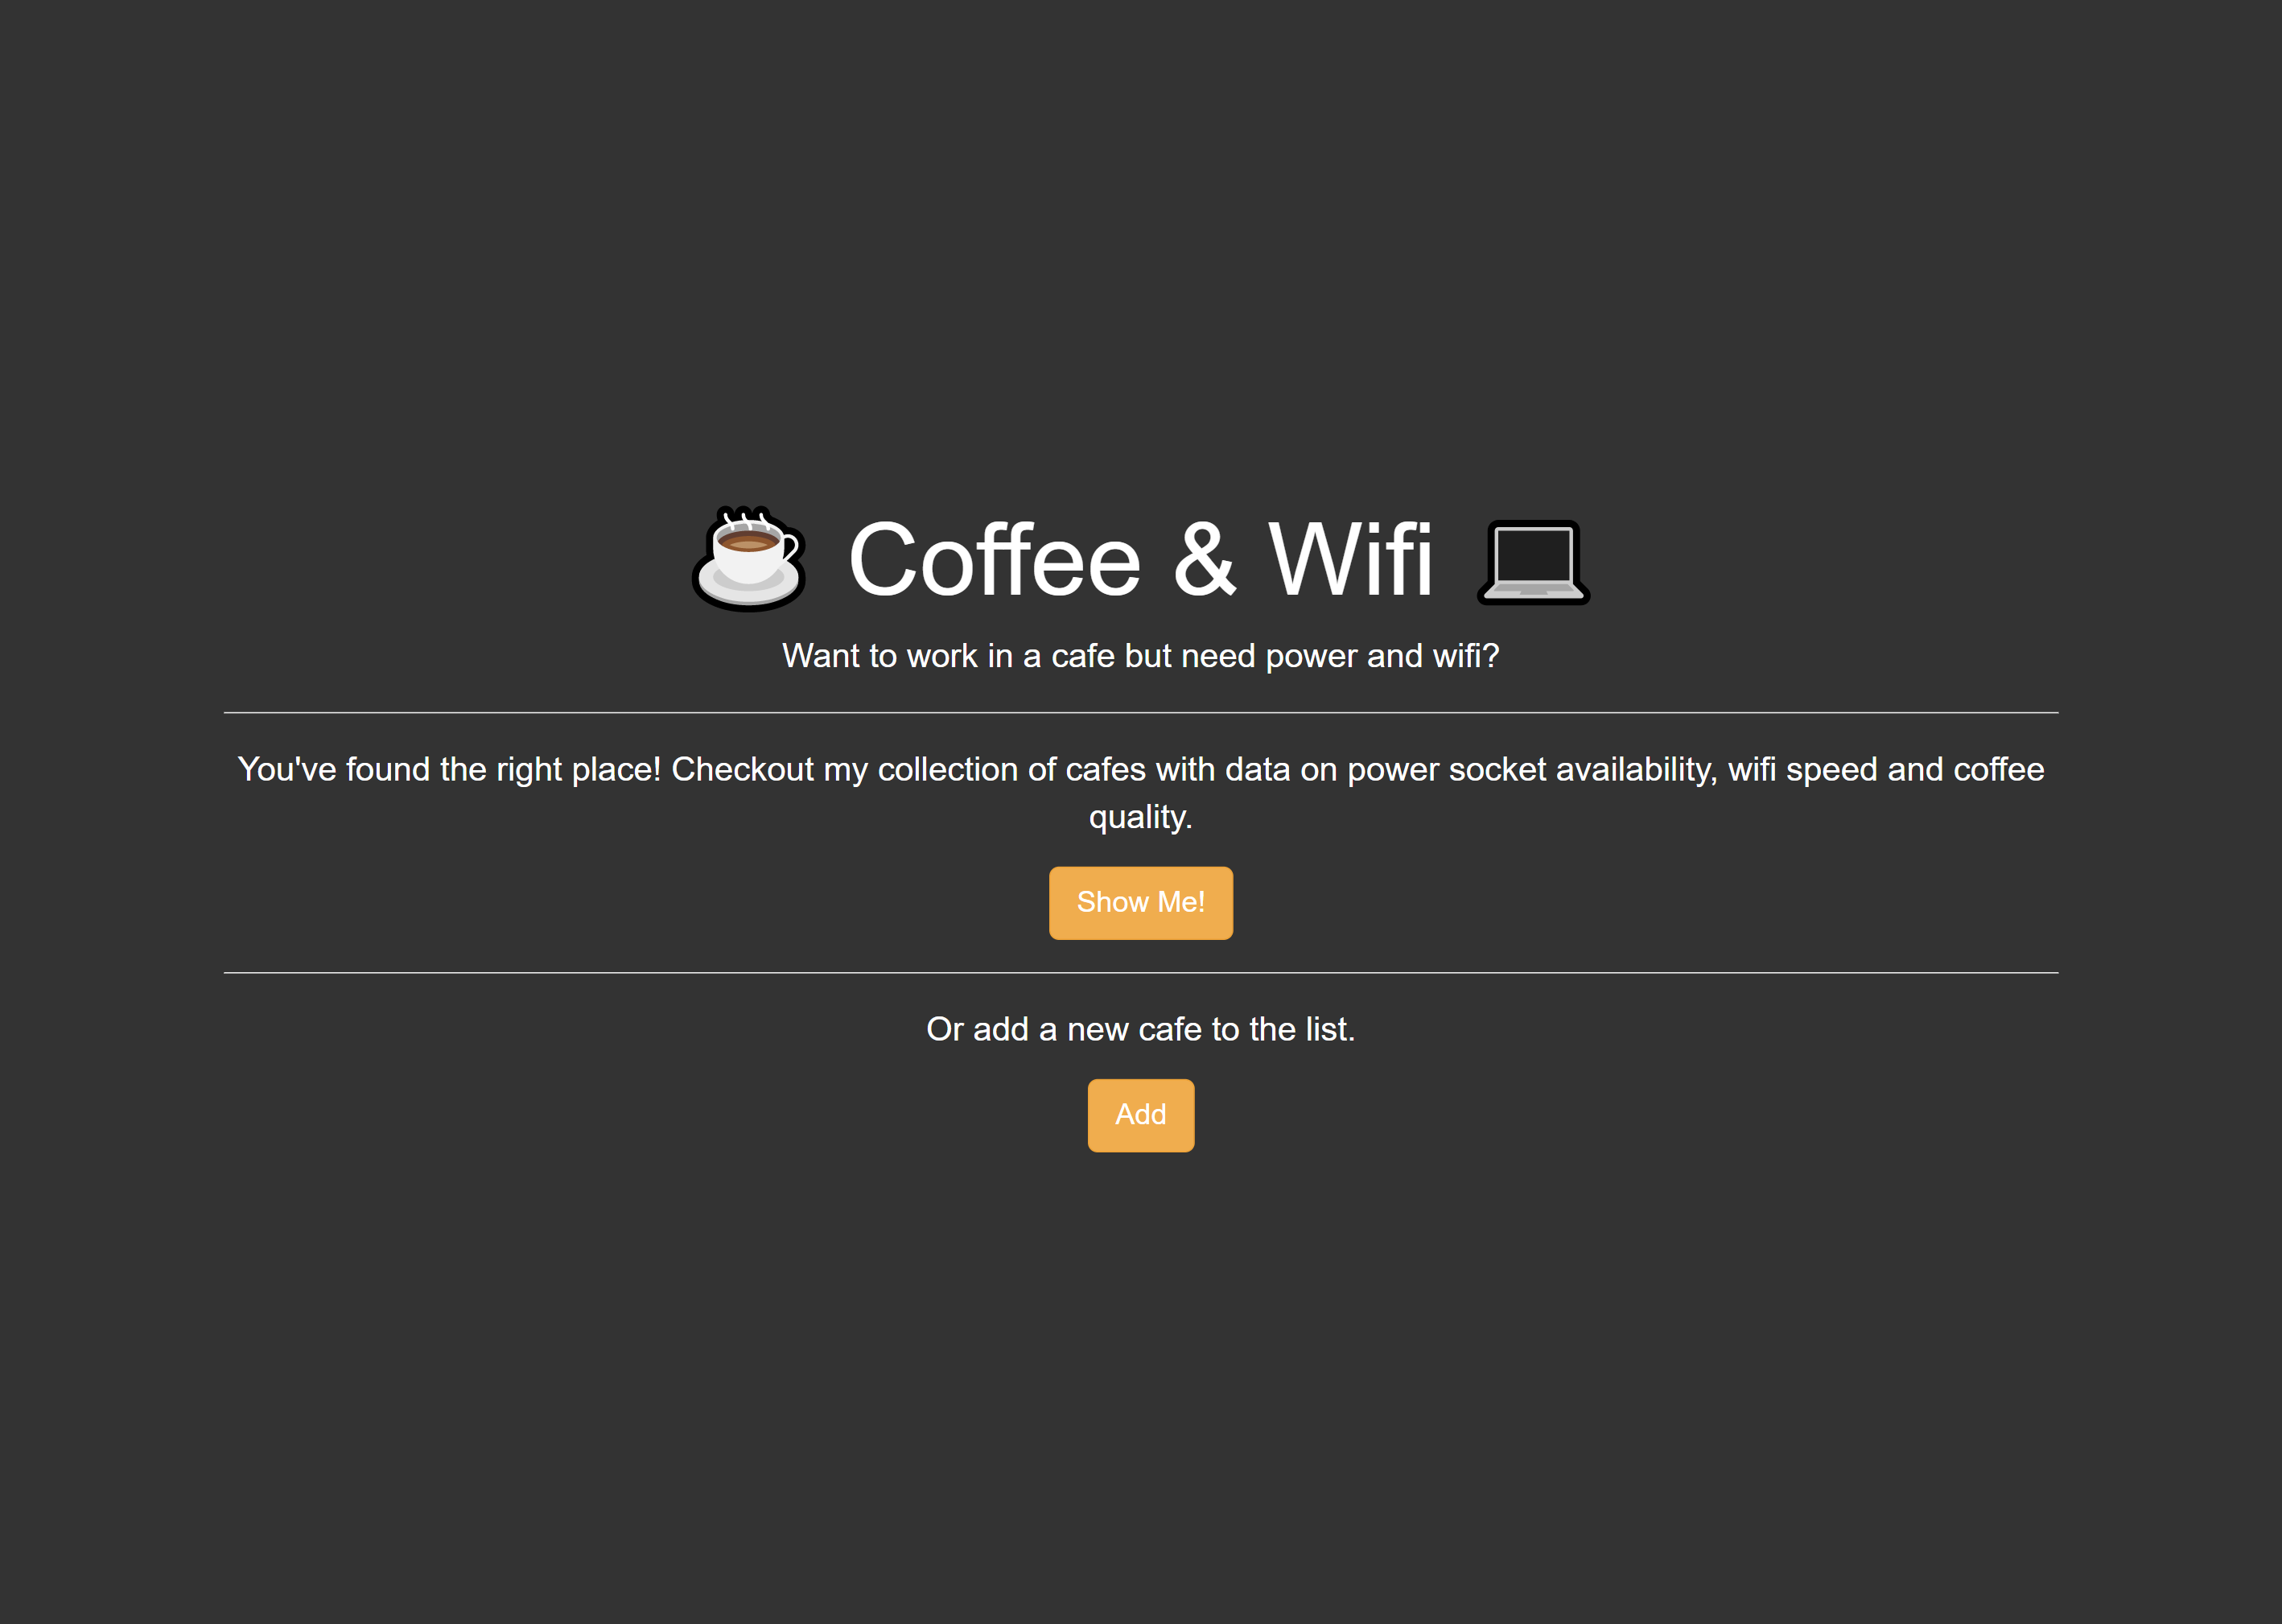 Coffee & Wifi
Want to work in a cafe but need power and wifi?
You've found the right place! Checkout my collection of cafes with data on power socket availability, wifi speed and coffee
quality.
Show Me!
Or add a new cafe to the list.
Add